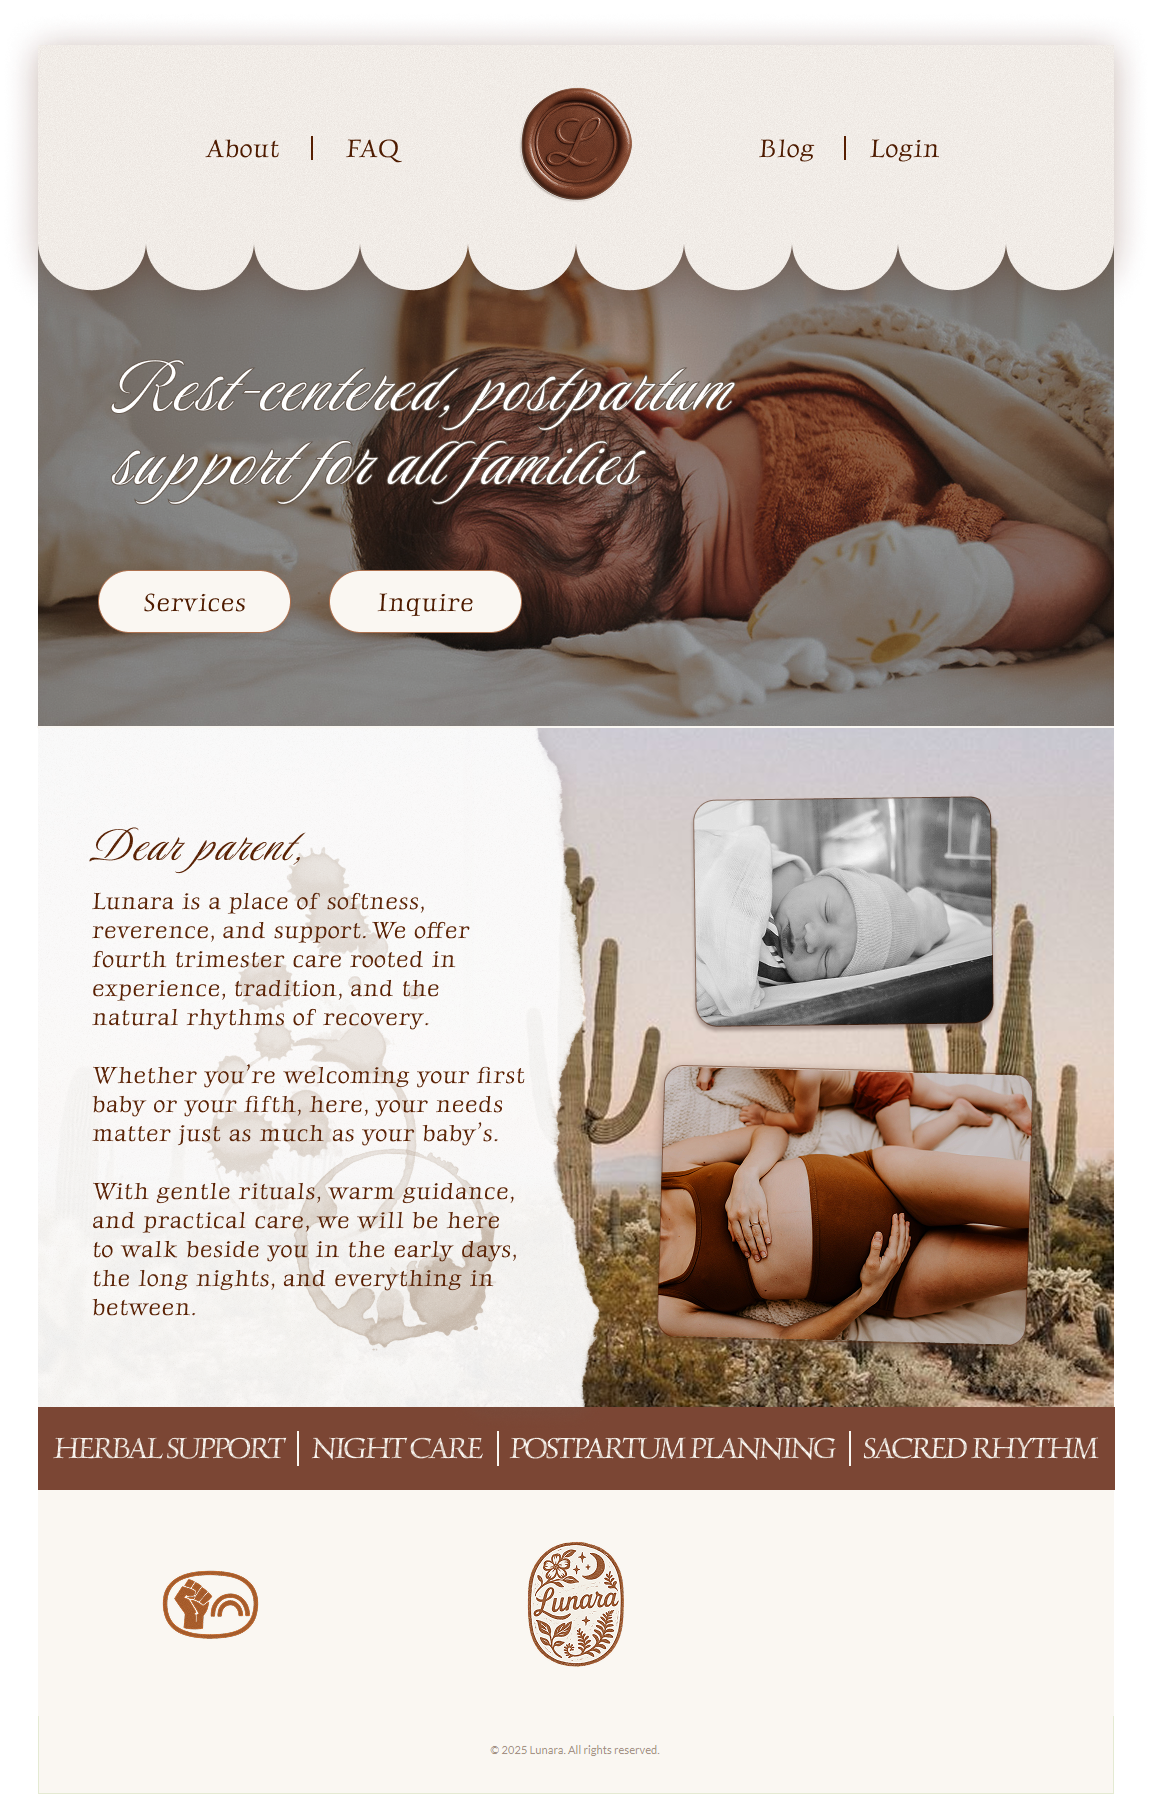 About | FAQ
L
Blog | Login
Rest-centered, postpartum
support for all families
Services
Inquire
Dear parent,
Lunara is a place of softness,
reverence, and support. We offer
fourth trimester care rooted in
experience, tradition, and the
natural rhythms of recovery.
Whether you’re welcoming your first
baby or your fifth, here, your needs
matter just as much as your baby’s.
With gentle rituals, warm guidance,
and practical care, we will be here
to walk beside you in the early days,
the long nights, and everything in
between.
HERBAL SUPPORT | NIGHT CARE | POSTPARTUM PLANNING | SACRED RHYTHM
Lunara
© 2025 Lunara. All rights reserved.